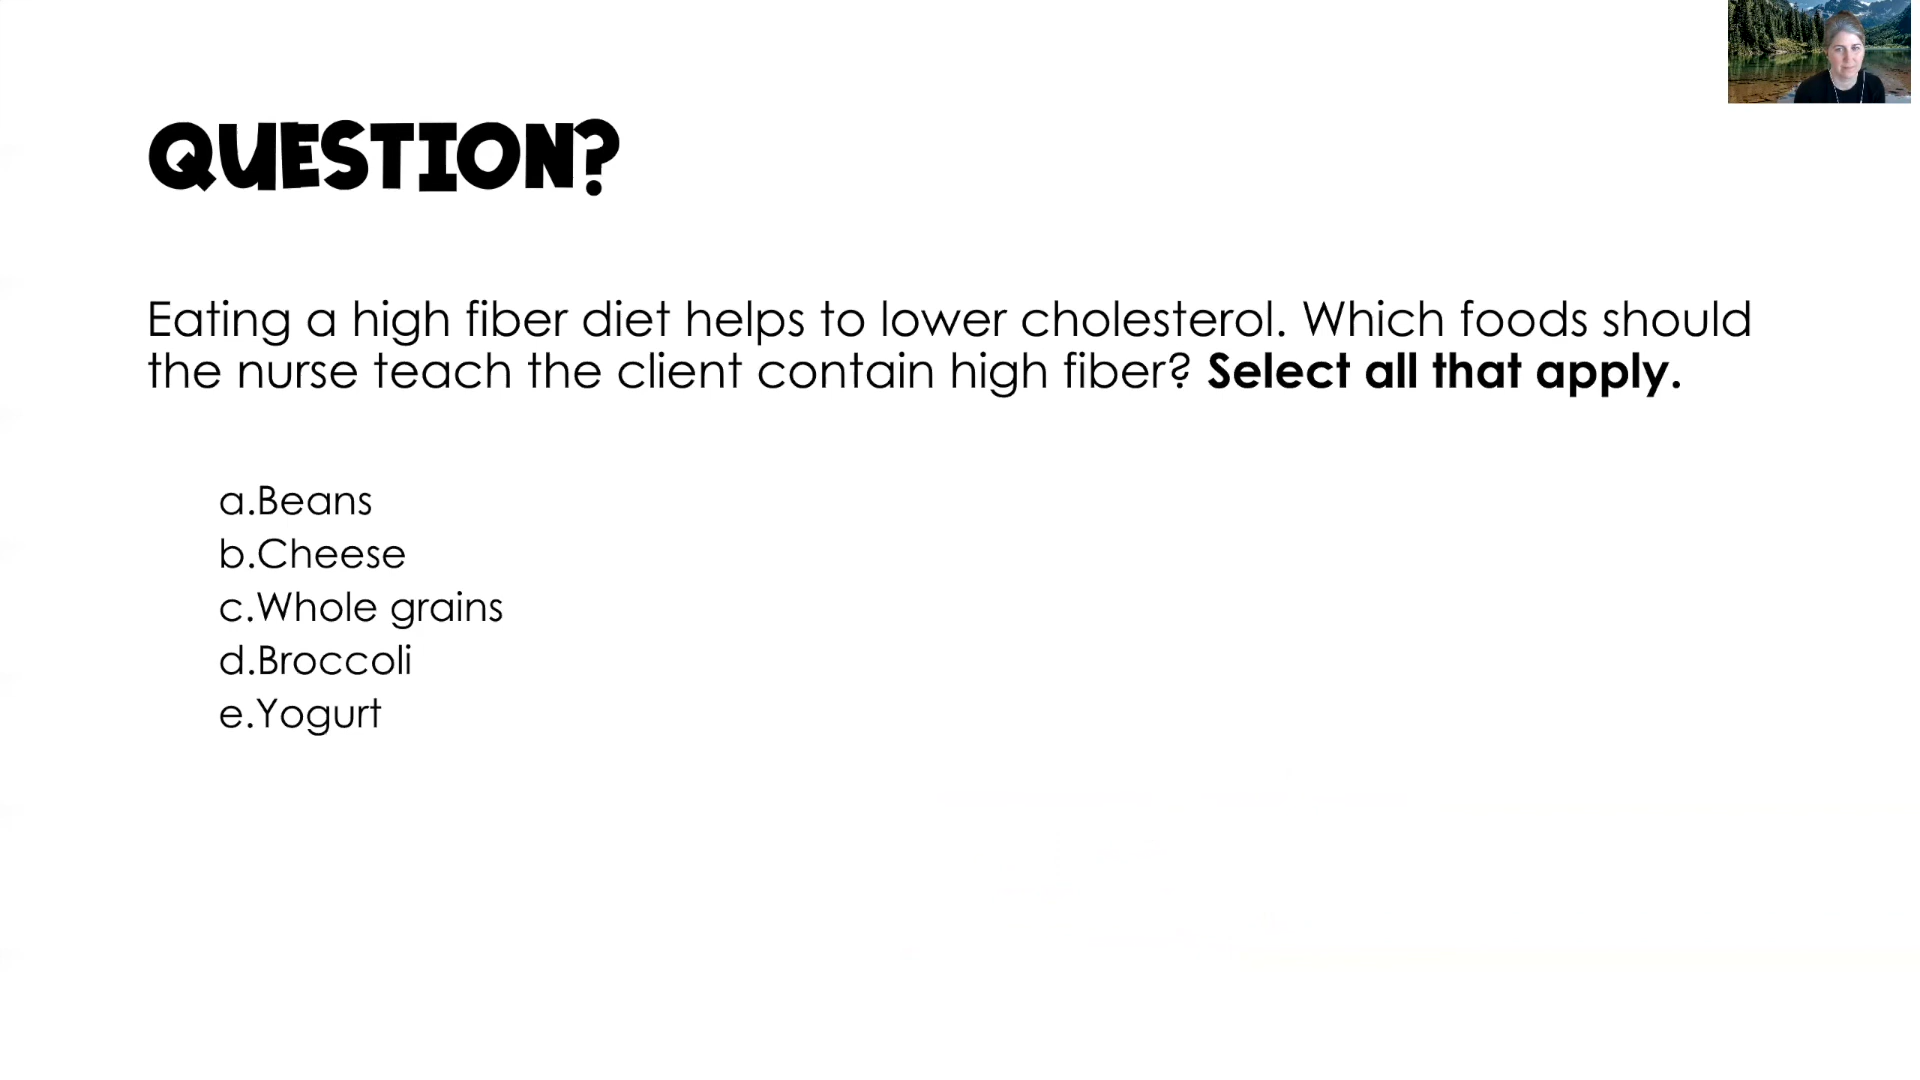 QUESTION?
Eating a high fiber diet helps to lower cholesterol. Which foods should
the nurse teach the client contain high fiber? Select all that apply.
a.Beans
b.Cheese
c.Whole grains
d.Broccoli
e.Yogurt